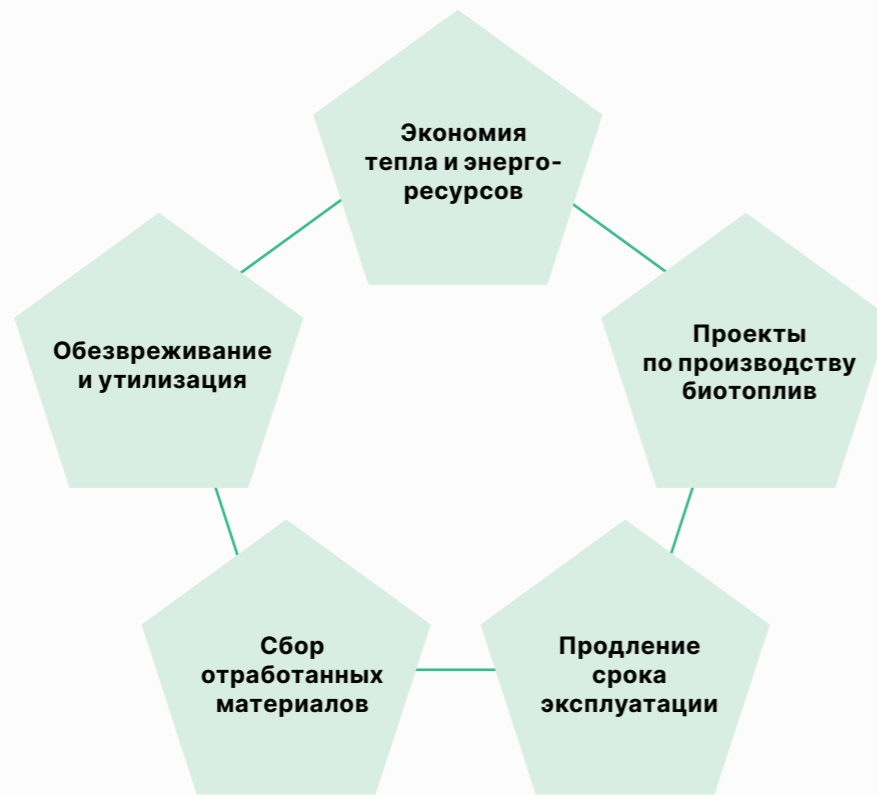 Экономия
тепла и энерго-
ресурсов
Обезвреживание
и утилизация
Проекты
по производству
биотоплив
Сбор
отработанных
материалов
Продление
срока
эксплуатации